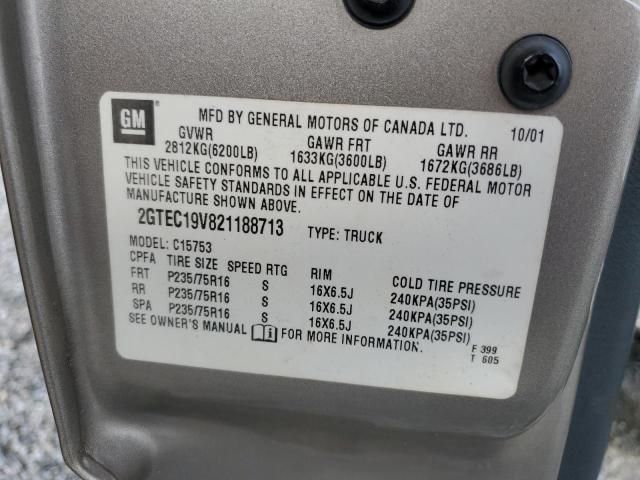 GM MFD BY GENERAL MOTORS OF CANADA LTD. 10/01
GVWR GAWR FRT GAWR RR
2812KG(6200LB) 1633KG(3600LB) 1672KG(3686LB)
THIS VEHICLE CONFORMS TO ALL APPLICABLE U.S. FEDERAL MOTOR
VEHICLE SAFETY STANDARDS IN EFFECT ON THE DATE OF
MANUFACTURE SHOWN ABOVE.
2GTEC19V821188713 TYPE: TRUCK
MODEL: C15753
CPFA TIRE SIZE SPEED RTG RIM COLD TIRE PRESSURE
FRT P235/75R16 S 16X6.5J 240KPA(35PSI)
RR P235/75R16 S 16X6.5J 240KPA(35PSI)
SPA P235/75R16 S 16X6.5J 240KPA(35PSI)
SEE OWNER'S MANUAL FOR MORE INFORMATION.
F 399
T 605